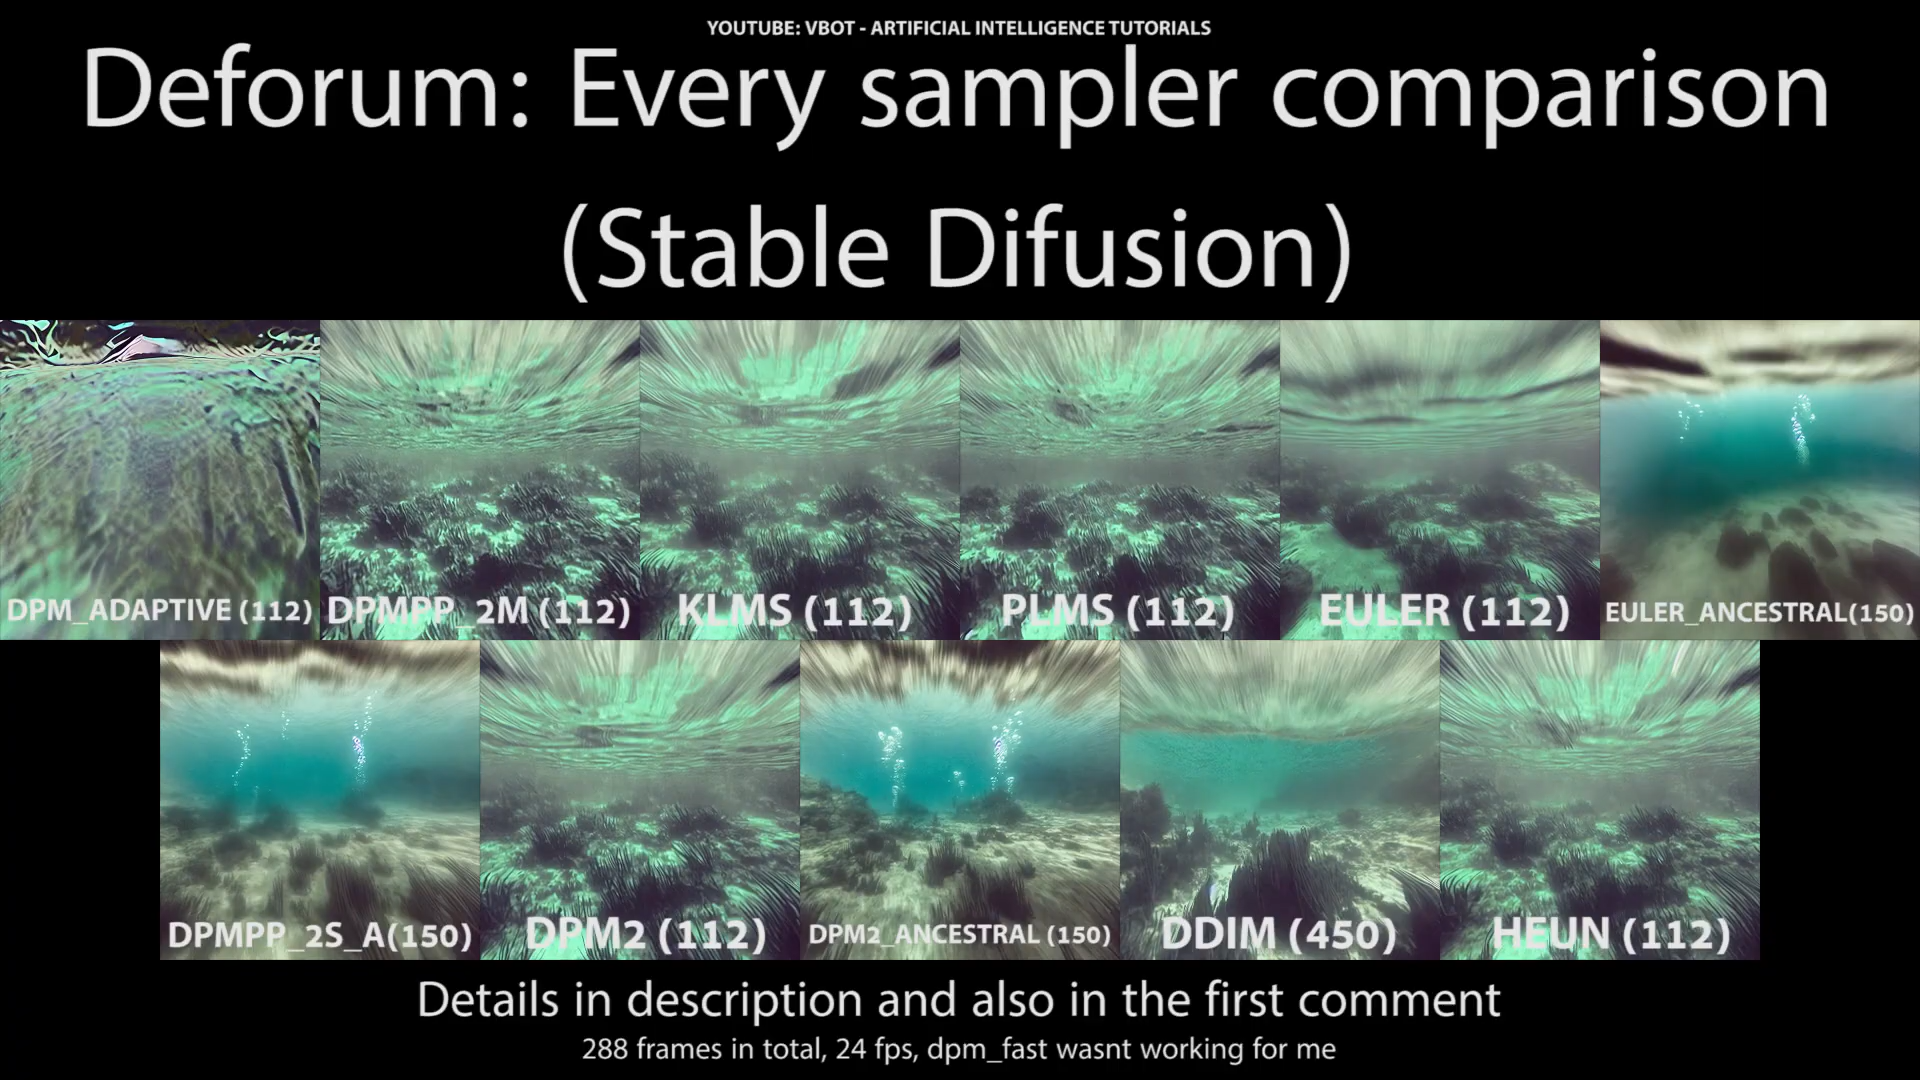 YOUTUBE: VBOT - ARTIFICIAL INTELLIGENCE TUTORIALS
Deforum: Every sampler comparison
(Stable Difusion)
DPM_ADAPTIVE (112)
DPMPP_2M (112)
KLMS (112)
PLMS (112)
EULER (112)
EULER_ANCESTRAL(150)
DPMPP_2S_A(150)
DPM2 (112)
DPM2_ANCESTRAL (150)
DDIM (450)
HEUN (112)
Details in description and also in the first comment
288 frames in total, 24 fps, dpm_fast wasnt working for me